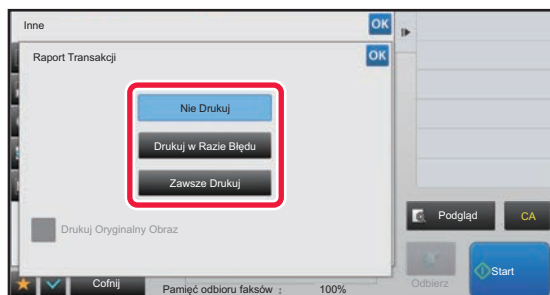 Inne
OK
Raport Transakcji
OK
Nie Drukuj
Drukuj w Razie Błędu
Zawsze Drukuj
Drukuj Oryginalny Obraz
Podgląd
CA
Cofnij
Pamięć odbioru faksów : 100%
Odbierz
Start